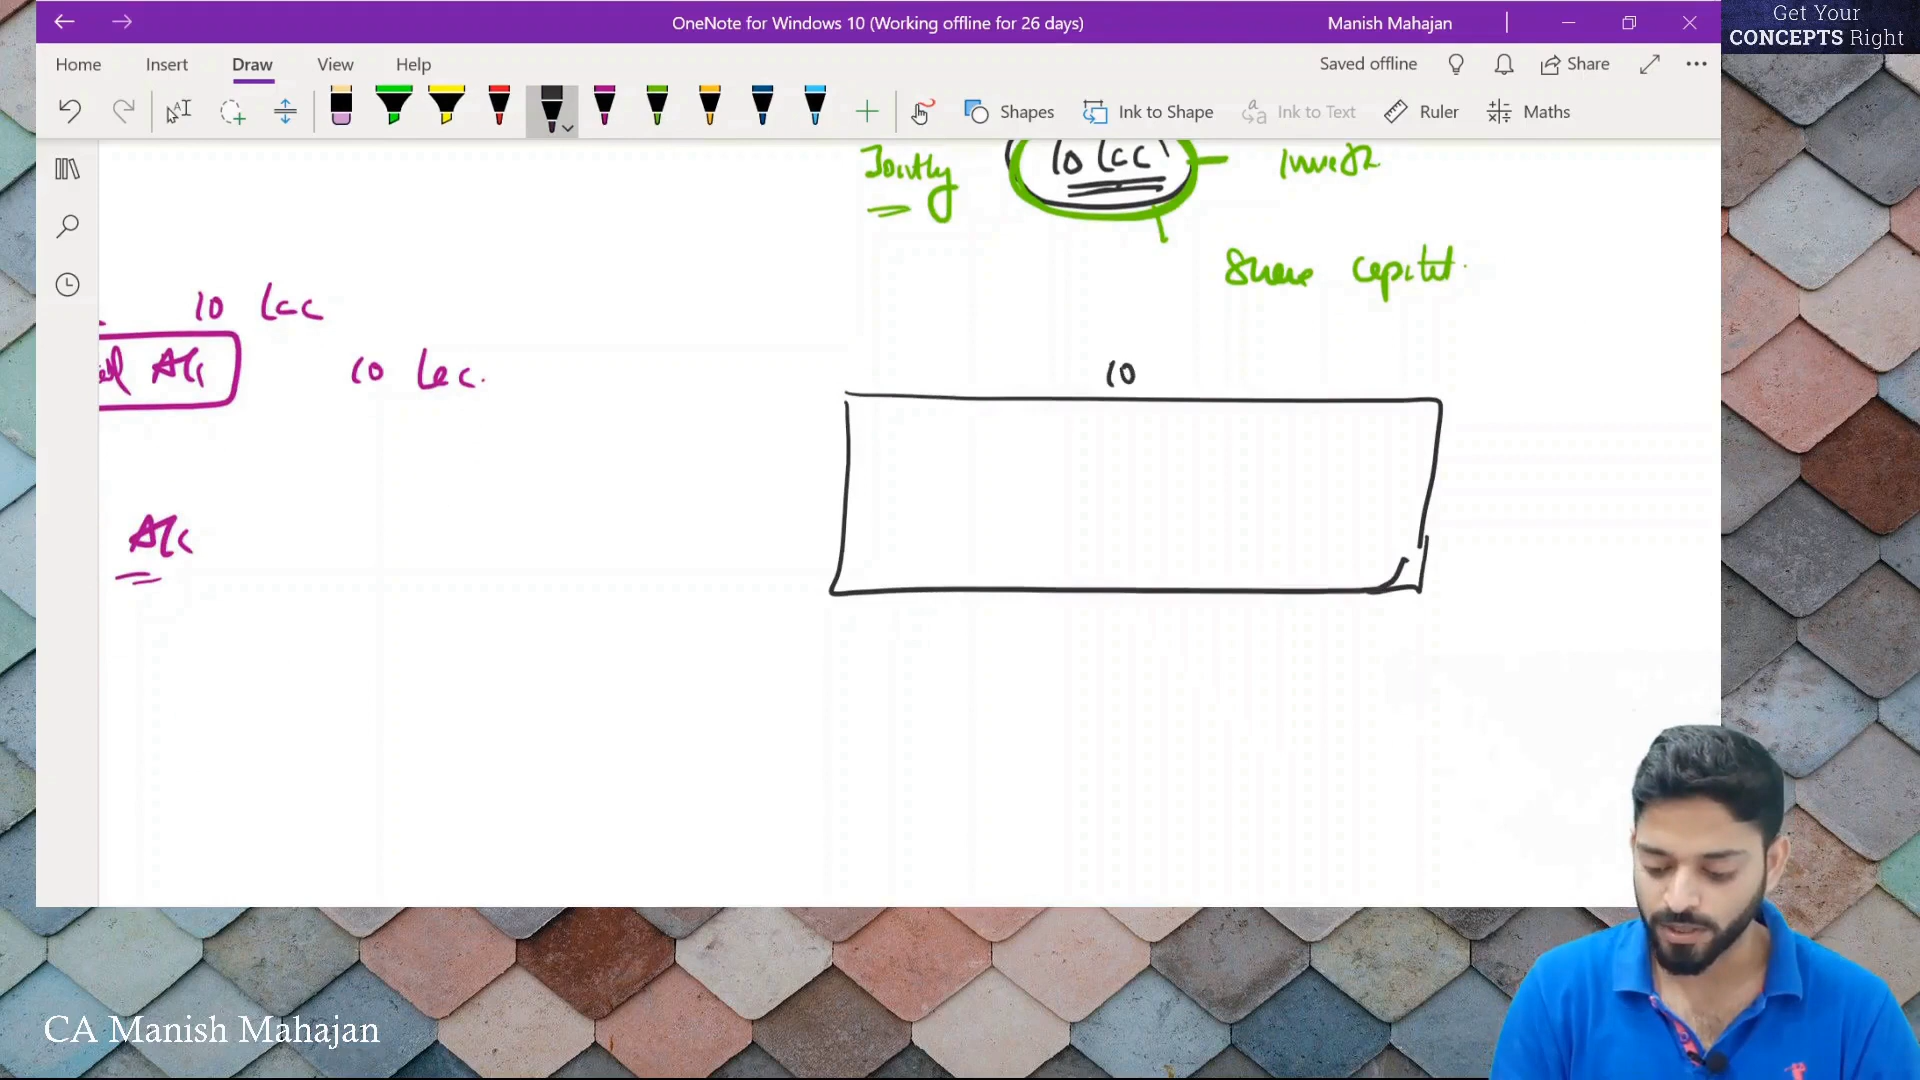 OneNote for Windows 10 (Working offline for 26 days)
Manish Mahajan
Get Your
CONCEPTS Right
Home Insert Draw View Help
Saved offline
Share
Shapes
Ink to Shape
Ink to Text
Ruler
Maths
Jointly
10 Lac
Invest
Share capital.
10 Lac
A/c
10 Lac.
10
A/c
CA Manish Mahajan